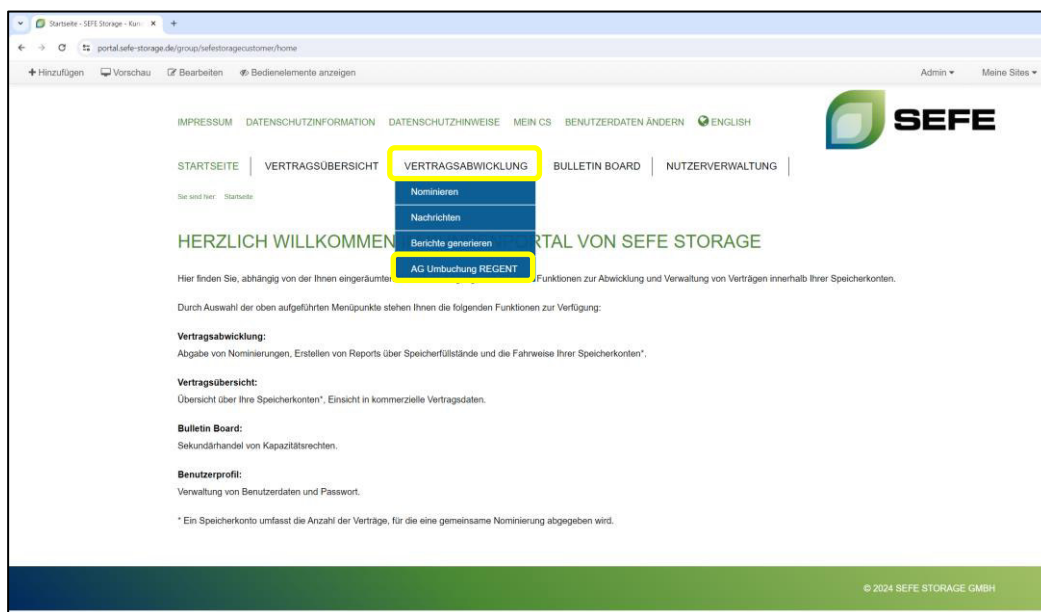 Startseite - SEFE Storage - Kun
portal.sefe-storage.de/group/sefestoragecustomer/home
Hinzufügen Vorschau Bearbeiten Bedienelemente anzeigen Admin Meine Sites
IMPRESSUM DATENSCHUTZINFORMATION DATENSCHUTZHINWEISE MEIN CS BENUTZERDATEN ÄNDERN ENGLISH
SEFE
STARTSEITE VERTRAGSÜBERSICHT VERTRAGSABWICKLUNG BULLETIN BOARD NUTZERVERWALTUNG
Sie sind hier: Startseite
Nominieren
Nachrichten
Berichte generieren
AG Umbuchung REGENT
HERZLICH WILLKOMMEN RTAL VON SEFE STORAGE
Hier finden Sie, abhängig von der Ihnen eingeräumten Funktionen zur Abwicklung und Verwaltung von Verträgen innerhalb Ihrer Speicherkonten.
Durch Auswahl der oben aufgeführten Menüpunkte stehen Ihnen die folgenden Funktionen zur Verfügung:
Vertragsabwicklung:
Abgabe von Nominierungen, Erstellen von Reports über Speicherfüllstände und die Fahrweise Ihrer Speicherkonten*.
Vertragsübersicht:
Übersicht über Ihre Speicherkonten*, Einsicht in kommerzielle Vertragsdaten.
Bulletin Board:
Sekundärhandel von Kapazitätsrechten.
Benutzerprofil:
Verwaltung von Benutzerdaten und Passwort.
* Ein Speicherkonto umfasst die Anzahl der Verträge, für die eine gemeinsame Nominierung abgegeben wird.
© 2024 SEFE STORAGE GMBH